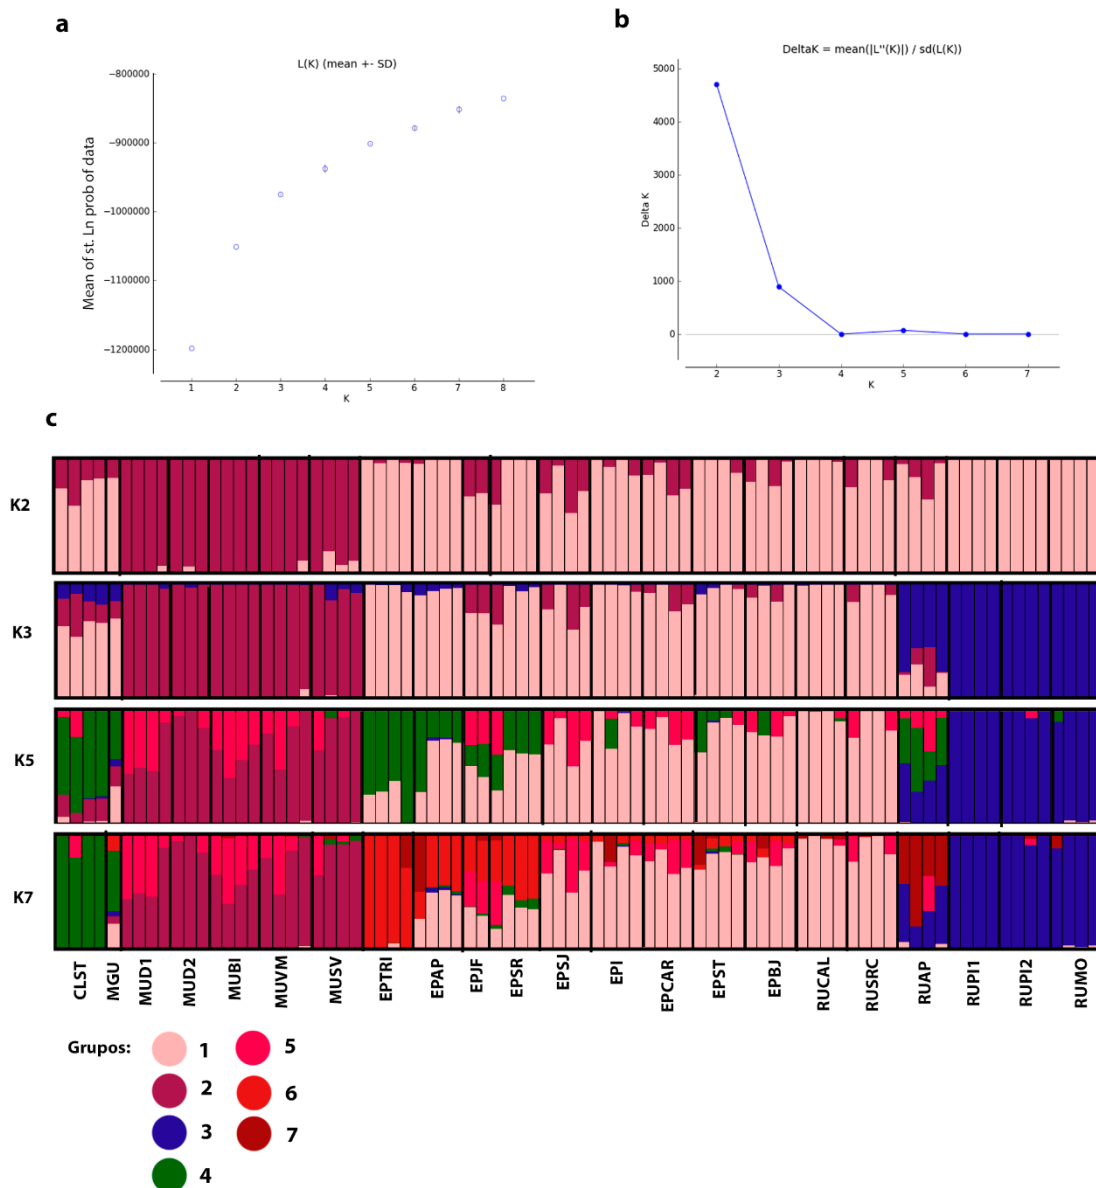 a
L(K) (mean +- SD)
Mean of st. Ln prob of data
−800000
−900000
−1000000
−1100000
−1200000
1 2 3 4 5 6 7 8
K
b
DeltaK = mean(|L''(K)|) / sd(L(K))
Delta K
5000
4000
3000
2000
1000
0
2 3 4 5 6 7
K
c
K2
K3
K5
K7
CLST MGU MUD1 MUD2 MUBI MUVM MUSV EPTRI EPAP EPJF EPSR EPSJ EPI EPCAR EPST EPBJ RUCAL RUSRC RUAP RUPI1 RUPI2 RUMO
Grupos:
1 5
2 6
3 7
4